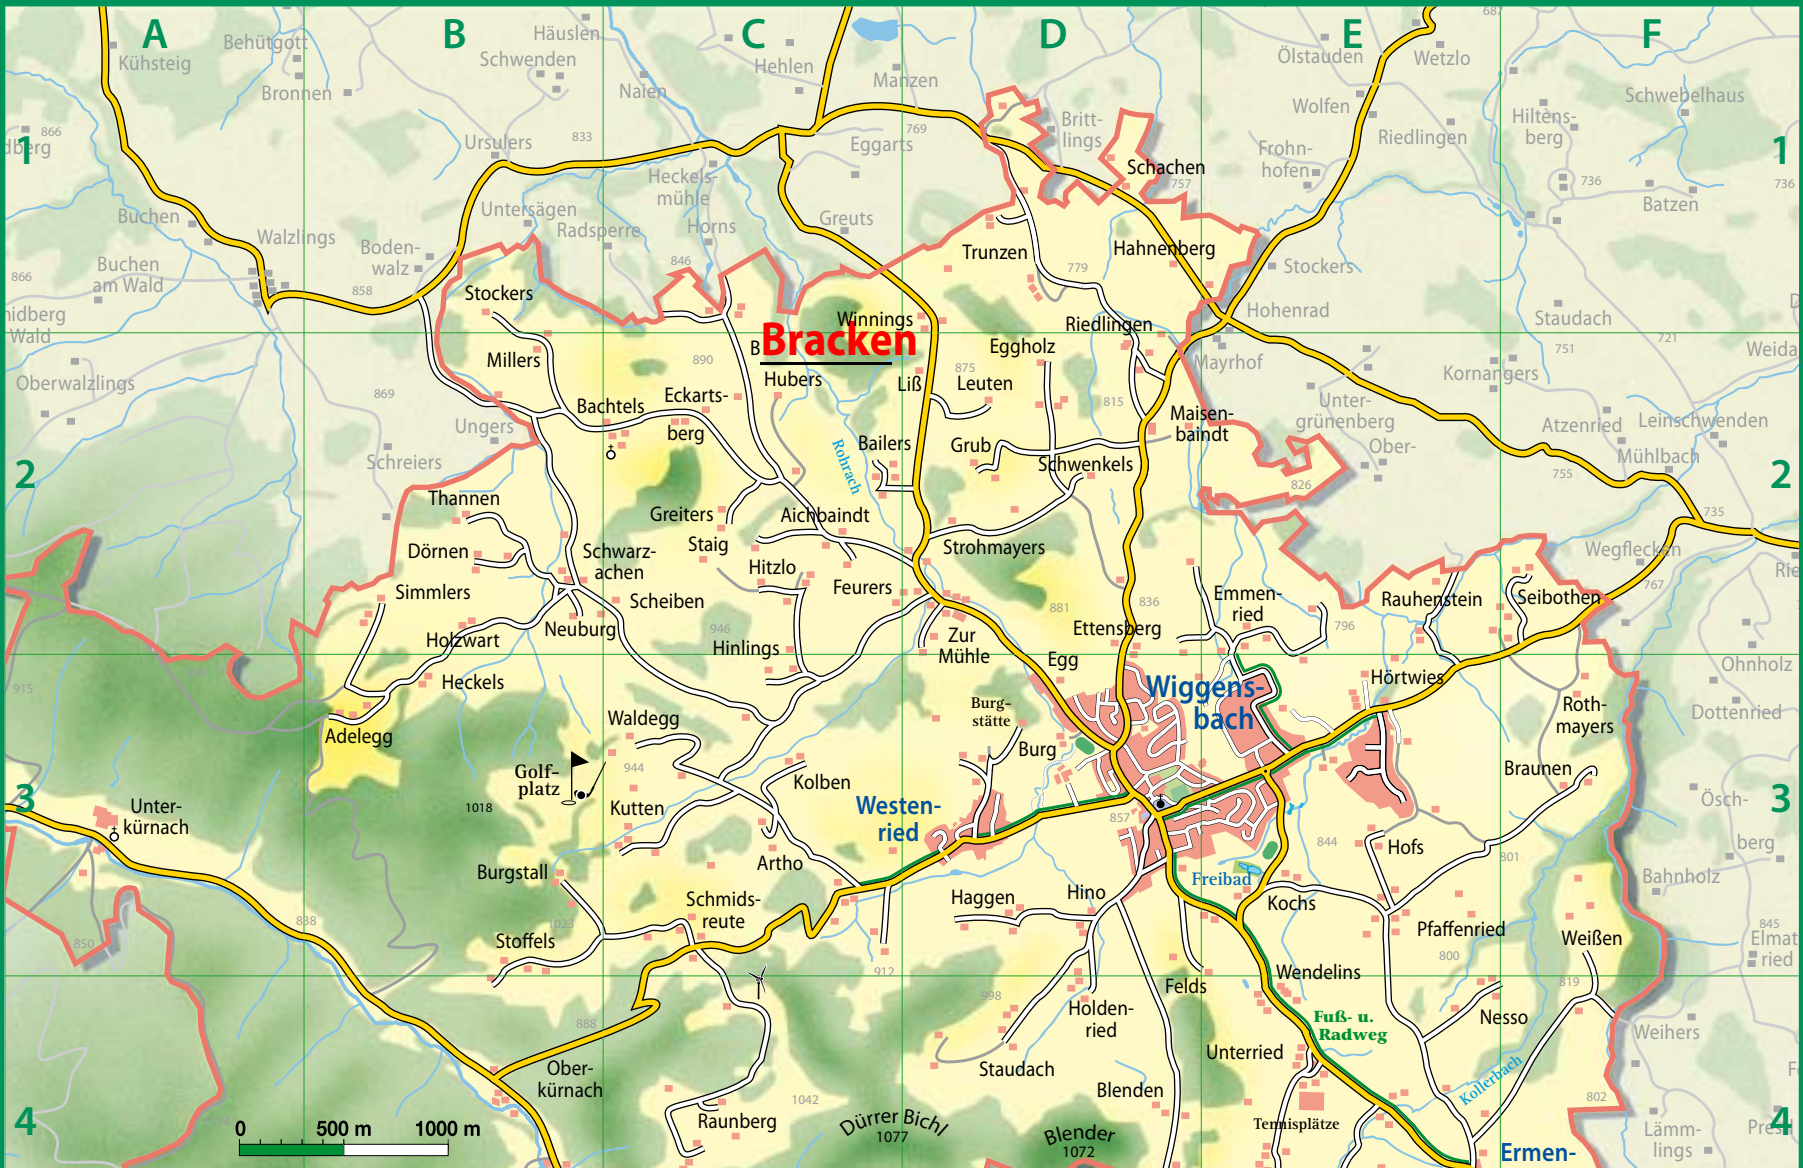 A
B
C
D
E
F
1
1
2
2
3
3
4
4
Kühsteig
Behütgott
Bronnen
Häuslen
Schwenden
Naien
Hehlen
Manzen
Ölstauden
Wetzlo
687
Schwebelhaus
Wolfen
Riedlingen
Hiltens-
berg
866
dberg
Ursulers
833
769
Eggarts
Britt-
lings
Schachen
757
Frohn-
hofen
736
736
Batzen
Heckels-
mühle
Untersägen
Radsperre
Horns
Greuts
Buchen
Walzlings
Boden-
walz
Buchen
am Wald
866
858
846
Trunzen
Hahnenberg
779
Stockers
Stockers
Hohenrad
Staudach
nidberg
Wald
Winnings
Riedlingen
Bracken
B
Millers
890
Hubers
Eggholz
875
Liß
Leuten
Mayrhof
751
721
Weida
Kornangers
Oberwalzlings
869
Bachtels
Eckarts-
berg
815
Maisen-
baindt
Unter-
grünenberg
Ober-
Atzenried
Leinschwenden
Mühlbach
Ungers
Schreiers
Bailers
Rohrach
Grub
Schwenkels
826
755
735
Thannen
Greiters
Aichbaindt
Staig
Strohmayers
Wegflecken
Rie
767
Dörnen
Schwarz-
achen
Hitzlo
Feurers
Simmlers
Scheiben
881
836
Emmen-
ried
Rauhenstein
Seibothen
796
Holzwart
Neuburg
946
Hinlings
Zur
Mühle
Ettensberg
Egg
Heckels
915
Wiggens-
bach
Hörtwies
Ohnholz
Waldegg
Burg-
stätte
Roth-
mayers
Dottenried
Adelegg
Burg
Golf-
platz
944
Kolben
Braunen
1018
Kutten
Westen-
ried
Unter-
kürnach
857
Ösch-
berg
844
Hofs
801
Artho
Burgstall
Freibad
Bahnholz
Haggen
Hino
Kochs
Schmids-
reute
1023
838
850
Stoffels
Pfaffenried
Weißen
845
Elmat
ried
800
912
Wendelins
Felds
819
998
Holden-
ried
Nesso
Fuß- u.
Radweg
Weihers
888
Unterried
Ober-
kürnach
Staudach
Blenden
Kollerbach
802
1042
Raunberg
Dürrer Bichl
1077
Blender
1072
Tennisplätze
Lämm-
lings
0
500 m
1000 m
Ermen-